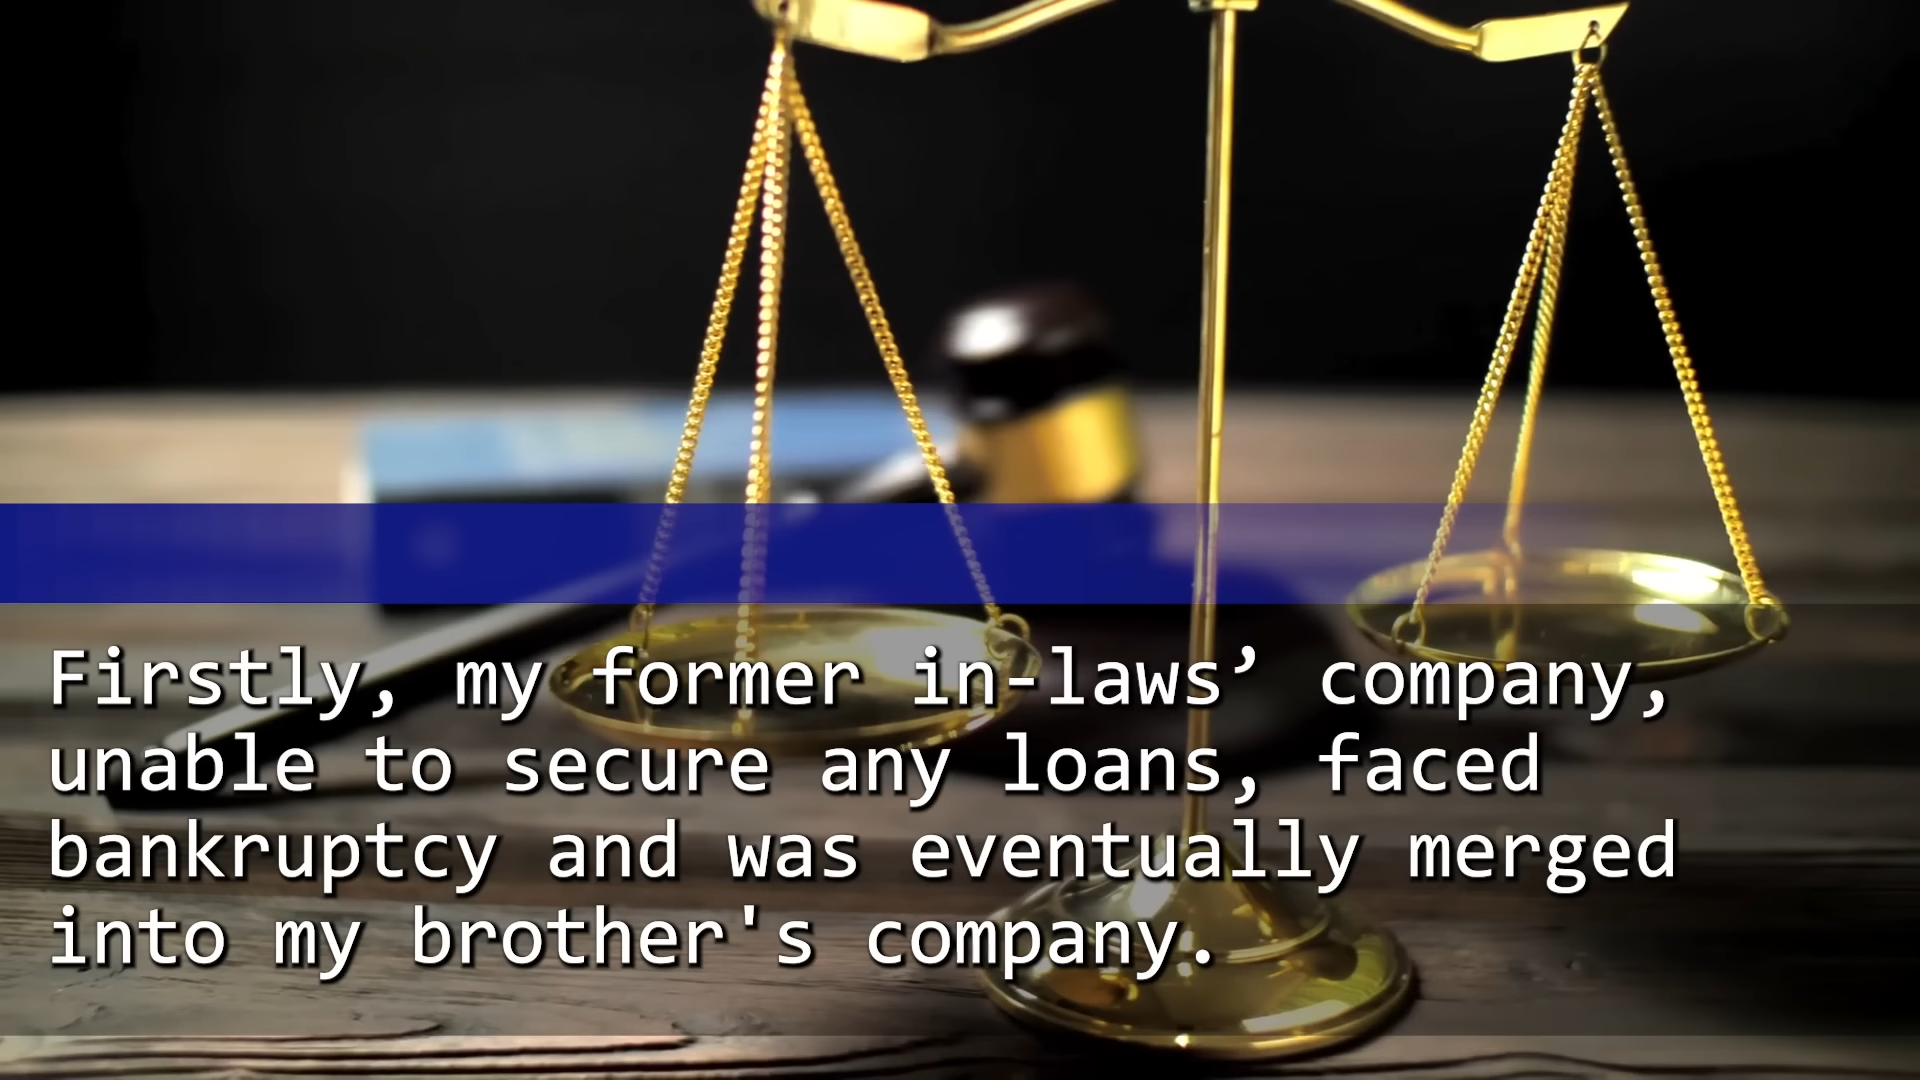 Firstly, my former in-laws’ company,
unable to secure any loans, faced
bankruptcy and was eventually merged
into my brother's company.